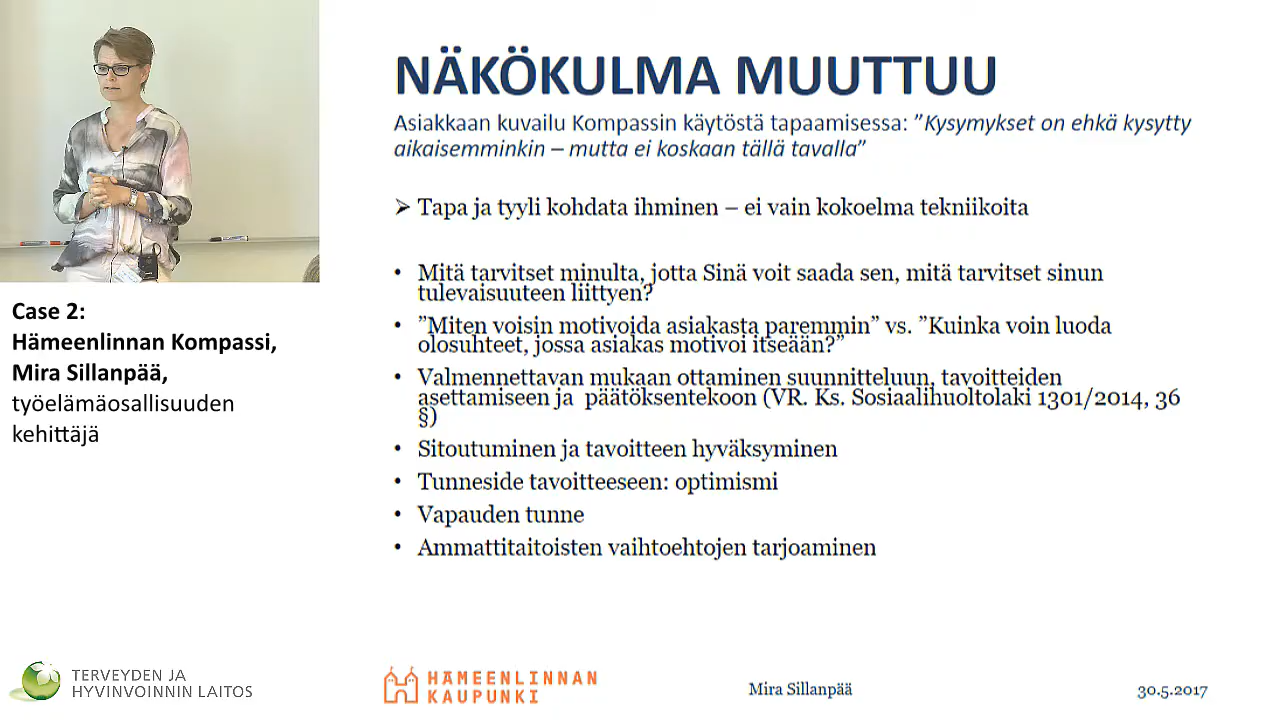 NÄKÖKULMA MUUTTUU
Asiakkaan kuvailu Kompassin käytöstä tapaamisessa: ”Kysymykset on ehkä kysytty
aikaisemminkin – mutta ei koskaan tällä tavalla”
➢ Tapa ja tyyli kohdata ihminen – ei vain kokoelma tekniikoita
• Mitä tarvitset minulta, jotta Sinä voit saada sen, mitä tarvitset sinun
tulevaisuuteen liittyen?
• ”Miten voisin motivoida asiakasta paremmin” vs. ”Kuinka voin luoda
olosuhteet, jossa asiakas motivoi itseään?”
• Valmennettavan mukaan ottaminen suunnitteluun, tavoitteiden
asettamiseen ja päätöksentekoon (VR. Ks. Sosiaalihuoltolaki 1301/2014, 36
§)
• Sitoutuminen ja tavoitteen hyväksyminen
• Tunneside tavoitteeseen: optimismi
• Vapauden tunne
• Ammattitaitoisten vaihtoehtojen tarjoaminen
Case 2:
Hämeenlinnan Kompassi,
Mira Sillanpää,
työelämäosallisuuden
kehittäjä
TERVEYDEN JA
HYVINVOINNIN LAITOS
HÄMEENLINNAN
KAUPUNKI
Mira Sillanpää
30.5.2017